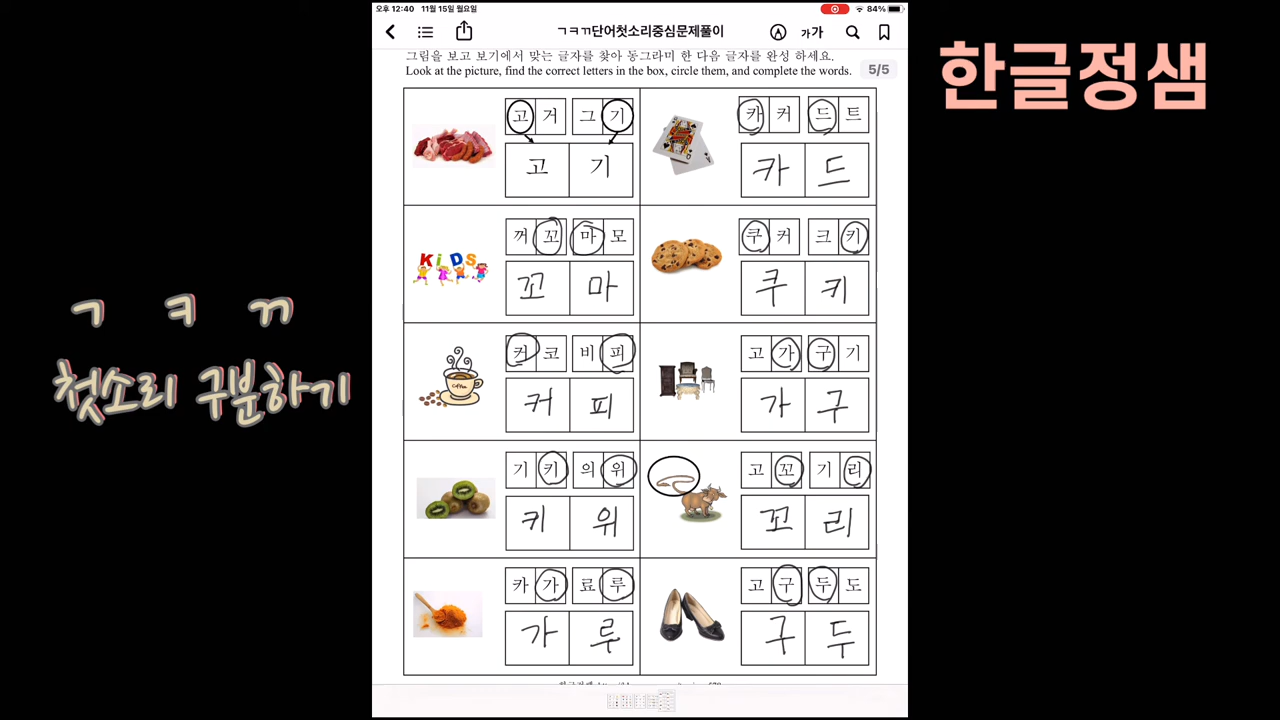 오후 12:40 11월 15일 월요일
84%
ㄱㅋㄲ단어첫소리중심문제풀이
가가
그림을 보고 보기에서 맞는 글자를 찾아 동그라미 한 다음 글자를 완성 하세요.
Look at the picture, find the correct letters in the box, circle them, and complete the words.
5/5
한글정샘
ㄱ ㅋ ㄲ
첫소리 구분하기
고 거 그 기
고 기
카 커 드 트
카 드
꺼 꼬 마 모
KiDS
꼬 마
쿠 커 크 키
쿠 키
커 코 비 피
Coffee
커 피
고 가 구 기
가 구
기 키 의 위
키 위
고 꼬 기 리
꼬 리
카 가 료 루
가 루
고 구 두 도
구 두